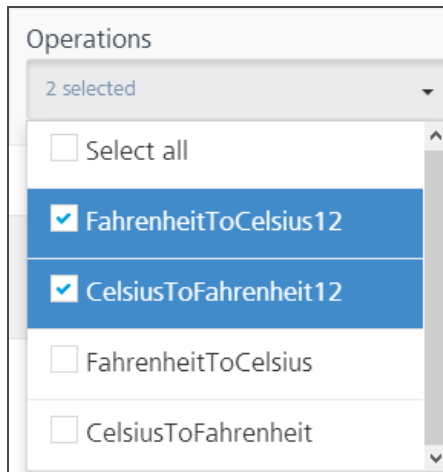 Operations
2 selected
Select all
FahrenheitToCelsius12
CelsiusToFahrenheit12
FahrenheitToCelsius
CelsiusToFahrenheit